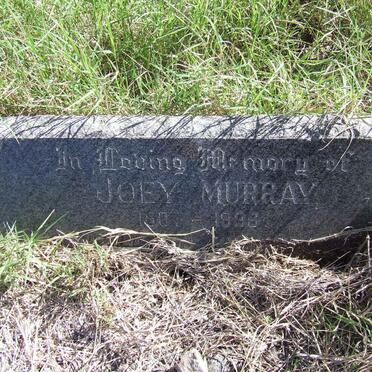 In Loving Memory of
JOEY MURRAY